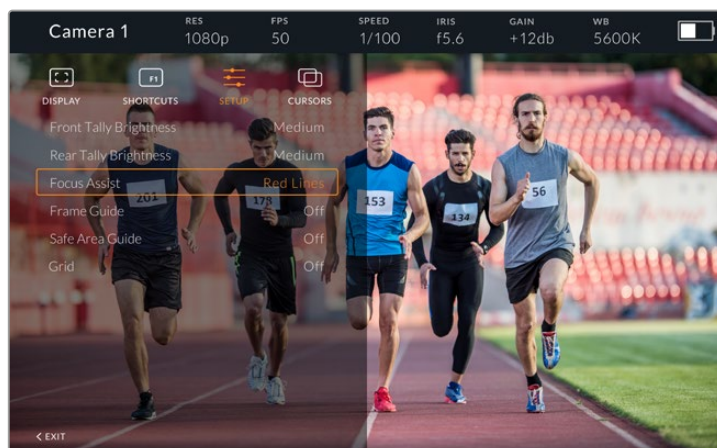 Camera 1
RES
1080p
FPS
50
SPEED
1/100
IRIS
f5.6
GAIN
+12db
WB
5600K
F1
DISPLAY
SHORTCUTS
SETUP
CURSORS
Front Tally Brightness Medium
Rear Tally Brightness Medium
Focus Assist Red Lines
Frame Guide Off
Safe Area Guide Off
Grid Off
201
178
153
134
56
< EXIT